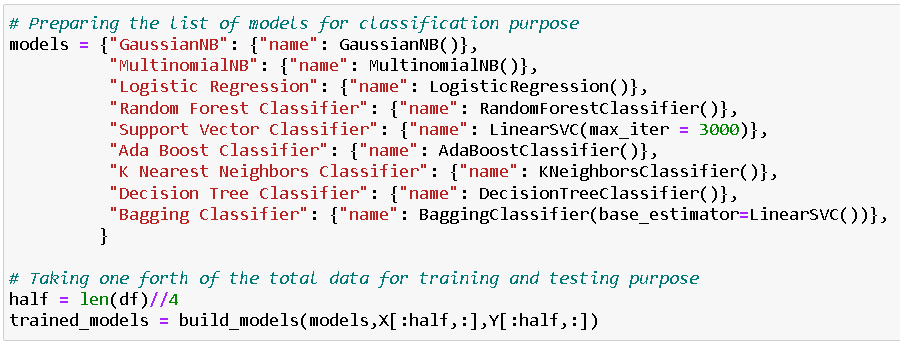 # Preparing the list of models for classification purpose
models = {"GaussianNB": {"name": GaussianNB()},
"MultinomialNB": {"name": MultinomialNB()},
"Logistic Regression": {"name": LogisticRegression()},
"Random Forest Classifier": {"name": RandomForestClassifier()},
"Support Vector Classifier": {"name": LinearSVC(max_iter = 3000)},
"Ada Boost Classifier": {"name": AdaBoostClassifier()},
"K Nearest Neighbors Classifier": {"name": KNeighborsClassifier()},
"Decision Tree Classifier": {"name": DecisionTreeClassifier()},
"Bagging Classifier": {"name": BaggingClassifier(base_estimator=LinearSVC())},
}
# Taking one forth of the total data for training and testing purpose
half = len(df)//4
trained_models = build_models(models,X[:half,:],Y[:half,:])